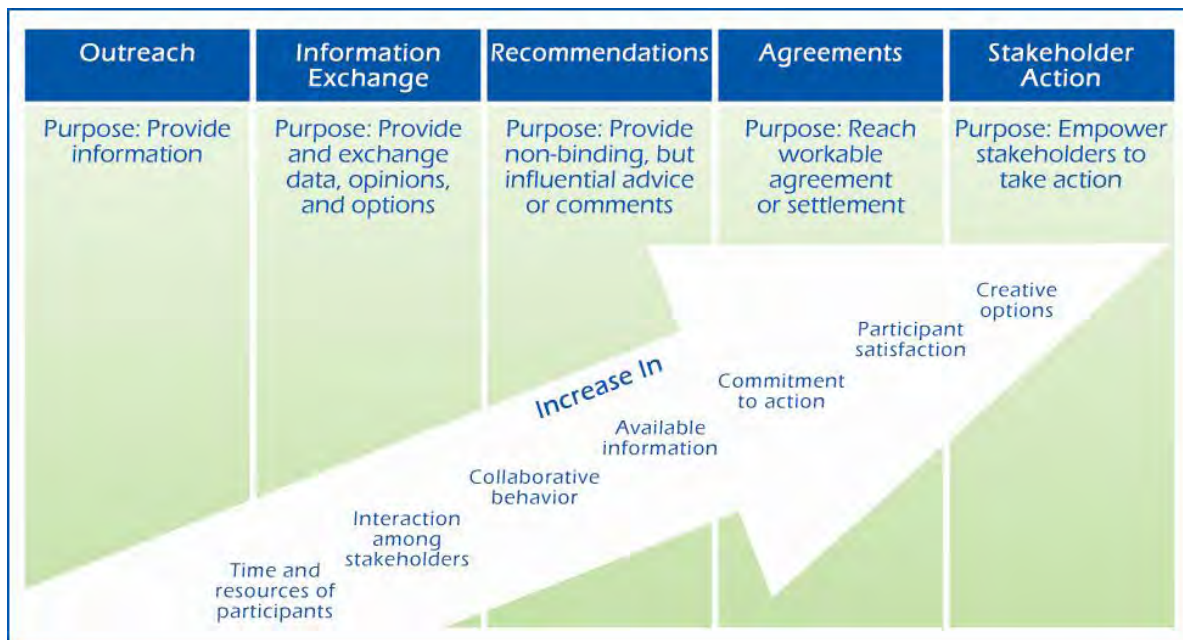 Outreach
Information
Exchange
Recommendations
Agreements
Stakeholder
Action
Purpose: Provide
information
Purpose: Provide
and exchange
data, opinions,
and options
Purpose: Provide
non-binding, but
influential advice
or comments
Purpose: Reach
workable
agreement
or settlement
Purpose: Empower
stakeholders to
take action
Increase In
Time and
resources of
participants
Interaction
among
stakeholders
Collaborative
behavior
Available
information
Commitment
to action
Participant
satisfaction
Creative
options